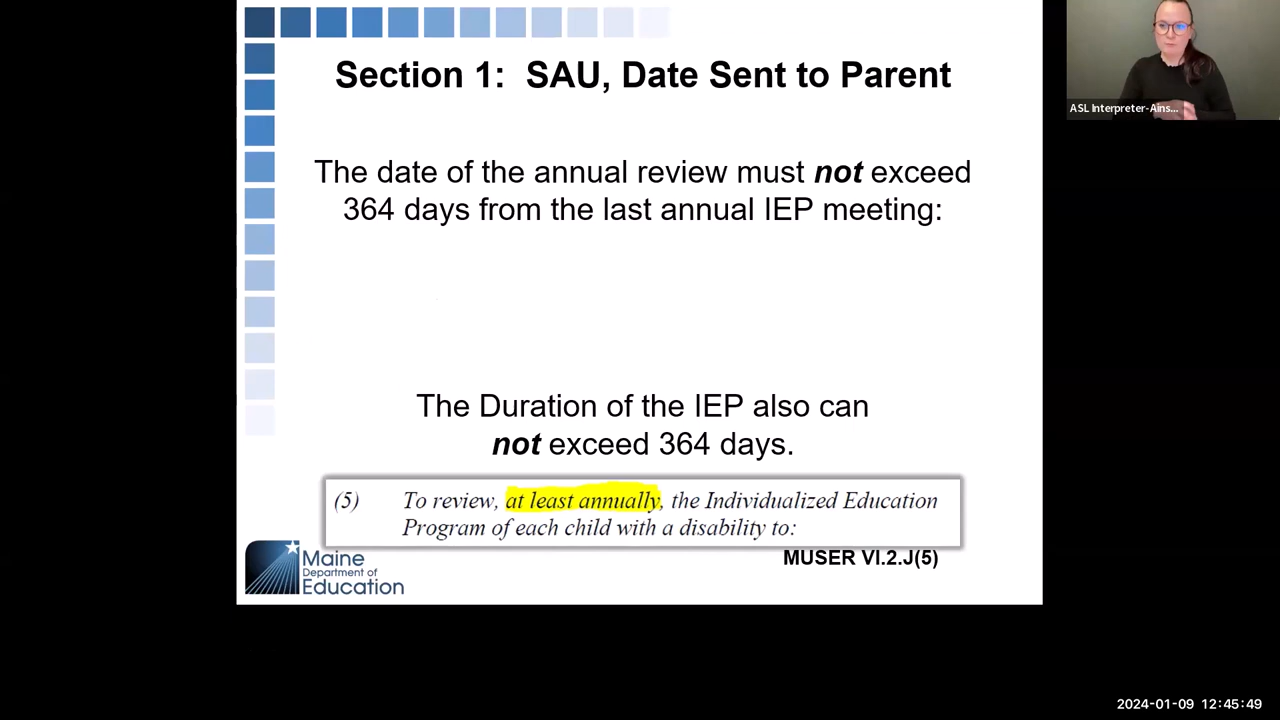 Section 1: SAU, Date Sent to Parent
ASL Interpreter-Ains...
The date of the annual review must not exceed
364 days from the last annual IEP meeting:
The Duration of the IEP also can
not exceed 364 days.
(5) To review, at least annually, the Individualized Education
Program of each child with a disability to:
MUSER VI.2.J(5)
Maine
Department of
Education
2024-01-09 12:45:49